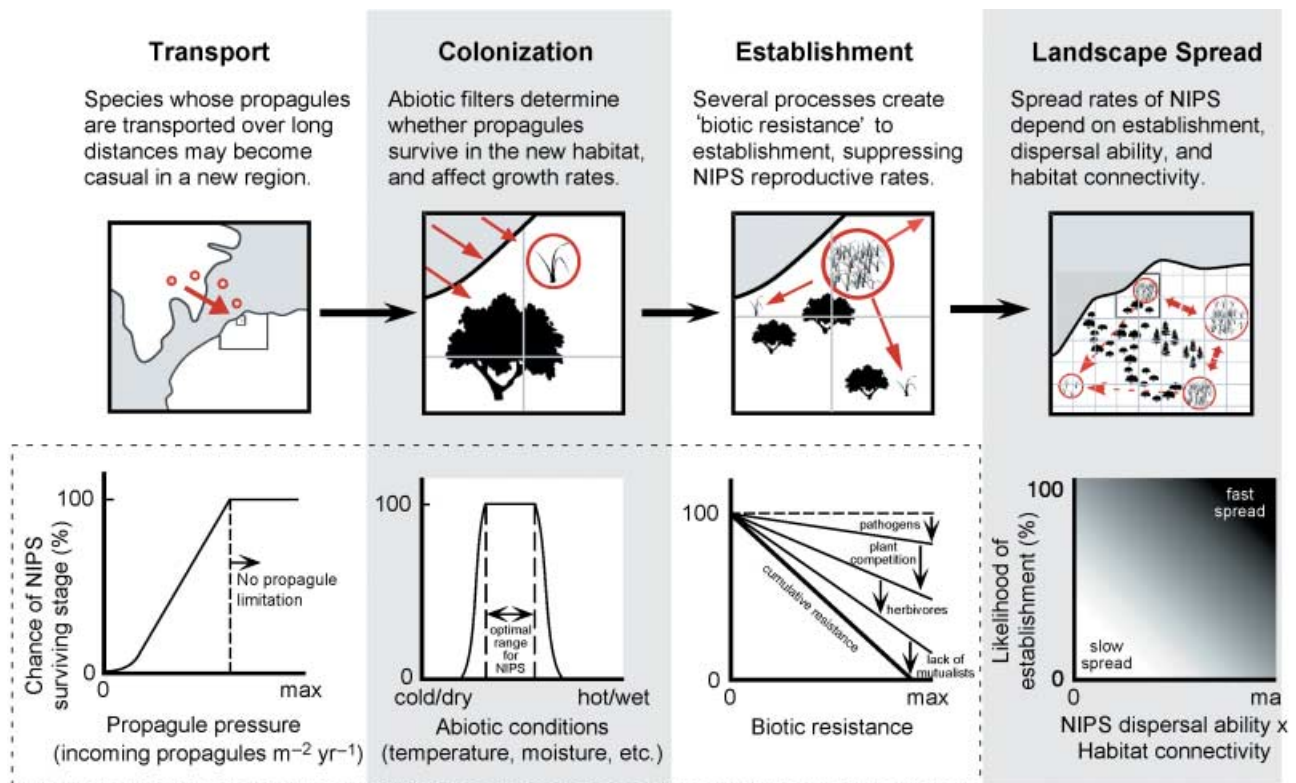 Transport
Species whose propagules
are transported over long
distances may become
casual in a new region.
Colonization
Abiotic filters determine
whether propagules
survive in the new habitat,
and affect growth rates.
Establishment
Several processes create
'biotic resistance' to
establishment, suppressing
NIPS reproductive rates.
Landscape Spread
Spread rates of NIPS
depend on establishment,
dispersal ability, and
habitat connectivity.
Chance of NIPS
surviving stage (%)
100
0
No propagule
limitation
0
max
Propagule pressure
(incoming propagules m⁻² yr⁻¹)
100
0
optimal
range
for
NIPS
cold/dry
hot/wet
Abiotic conditions
(temperature, moisture, etc.)
100
0
pathogens
plant
competition
herbivores
cumulative resistance
lack of
mutualists
max
Biotic resistance
Likelihood of
establishment (%)
100
0
fast
spread
slow
spread
0
ma
NIPS dispersal ability x
Habitat connectivity